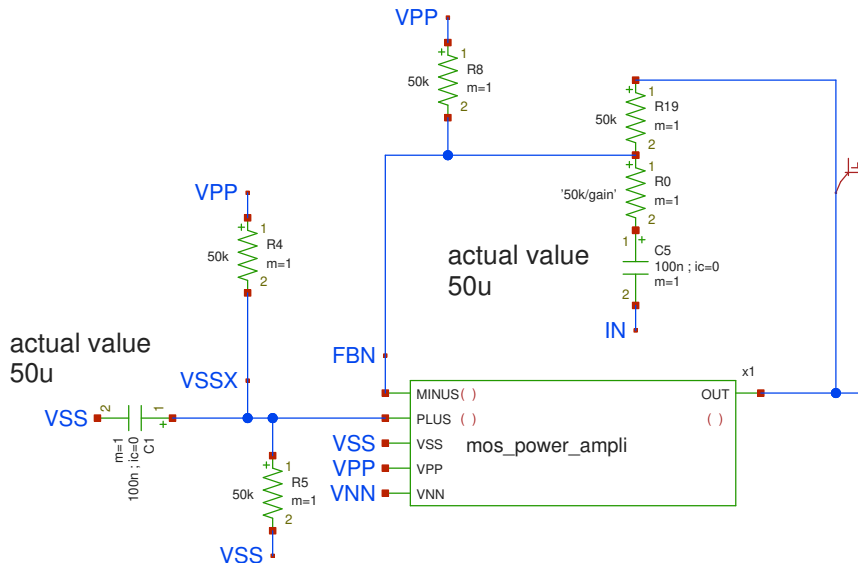 VPP
1
R8
50k
m=1
2
1
R19
50k
m=1
2
1
R0
'50k/gain'
m=1
2
VPP
1
R4
50k
m=1
2
actual value
50u
1
C5
100n ; ic=0
m=1
2
IN
actual value
50u
FBN
VSSX
x1
MINUS( )
OUT
VSS
2
1
m=1
100n ; ic=0
C1
PLUS ( )
( )
VSS
VSS
mos_power_ampli
VPP
VPP
VNN
VNN
1
R5
50k
m=1
2
VSS